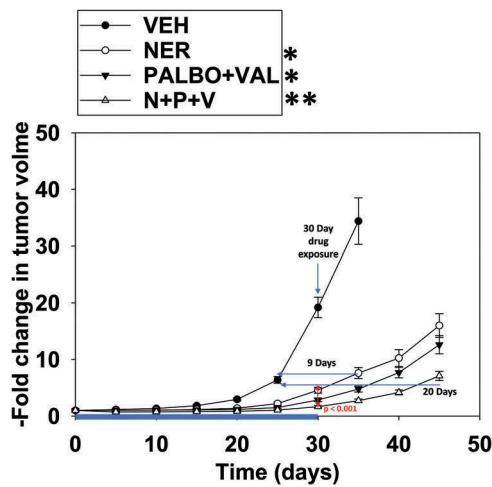 VEH
NER *
PALBO+VAL *
N+P+V **
-Fold change in tumor volme
50
40
30
20
10
0
30 Day
drug
exposure
9 Days
20 Days
p < 0.001
0 10 20 30 40 50
Time (days)